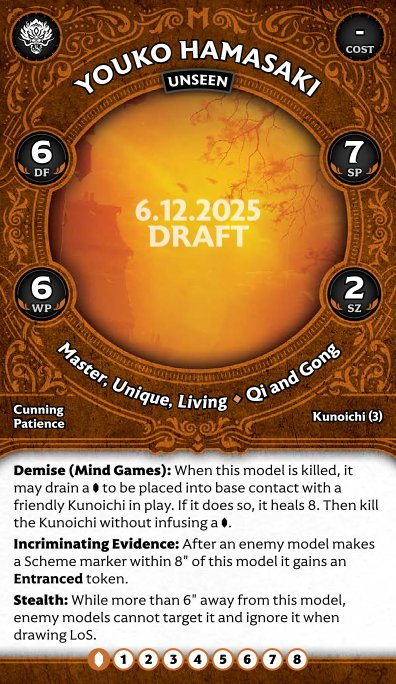 -
COST
YOUKO HAMASAKI
UNSEEN
6
DF
7
SP
6.12.2025
DRAFT
6
WP
2
SZ
Master, Unique, Living ♦ Qi and Gong
Cunning
Patience
Kunoichi (3)
Demise (Mind Games): When this model is killed, it
may drain a ⬮ to be placed into base contact with a
friendly Kunoichi in play. If it does so, it heals 8. Then kill
the Kunoichi without infusing a ⬮.
Incriminating Evidence: After an enemy model makes
a Scheme marker within 8" of this model it gains an
Entranced token.
Stealth: While more than 6" away from this model,
enemy models cannot target it and ignore it when
drawing LoS.
1 2 3 4 5 6 7 8